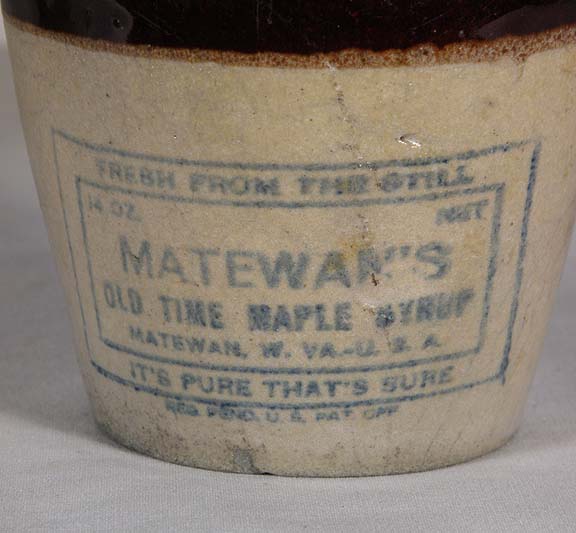 FRESH FROM THE STILL
14 OZ. NET
MATEWAN'S
OLD TIME MAPLE SYRUP
MATEWAN, W. VA.-U. S. A.
IT'S PURE THAT'S SURE
REG. PEND. U. S. PAT. OFF.